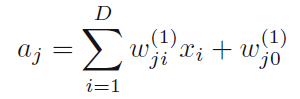 a_j = \sum_{i=1}^{D} w_{ji}^{(1)} x_i + w_{j0}^{(1)}